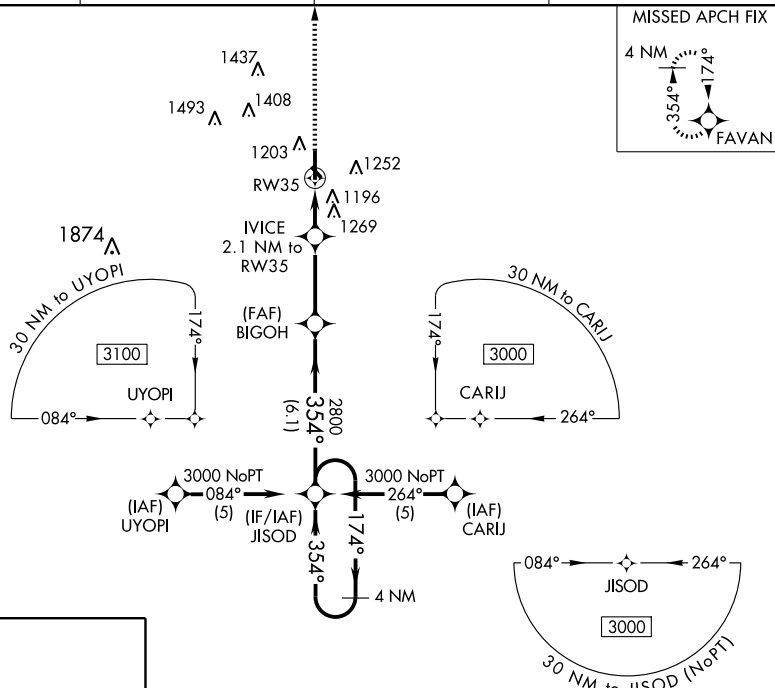 MISSED APCH FIX
4 NM
174°
354°
FAVAN
1437
1493
1408
1203
1252
RW35
1196
1269
IVICE
2.1 NM to
RW35
1874
30 NM to UYOPI
174°
3100
UYOPI
084°
(FAF)
BIGOH
30 NM to CARIJ
174°
3000
CARIJ
264°
2800
354°
(6.1)
3000 NoPT
084°
(5)
(IAF)
UYOPI
(IF/IAF)
JISOD
3000 NoPT
264°
(5)
(IAF)
CARIJ
174°
354°
4 NM
084°
264°
JISOD
3000
30 NM to JISOD (NoPT)